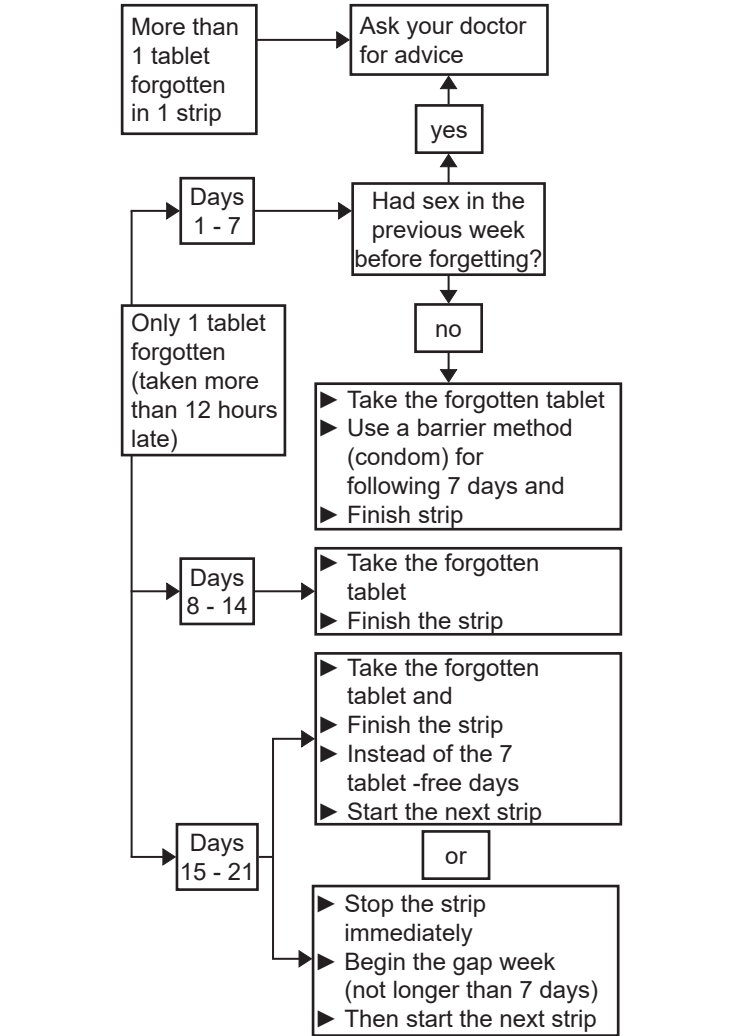 More than
1 tablet
forgotten
in 1 strip
Ask your doctor
for advice
yes
Days
1 - 7
Had sex in the
previous week
before forgetting?
no
Only 1 tablet
forgotten
(taken more
than 12 hours
late)
► Take the forgotten tablet
► Use a barrier method
(condom) for
following 7 days and
► Finish strip
Days
8 - 14
► Take the forgotten
tablet
► Finish the strip
Days
15 - 21
► Take the forgotten
tablet and
► Finish the strip
► Instead of the 7
tablet -free days
► Start the next strip
or
► Stop the strip
immediately
► Begin the gap week
(not longer than 7 days)
► Then start the next strip